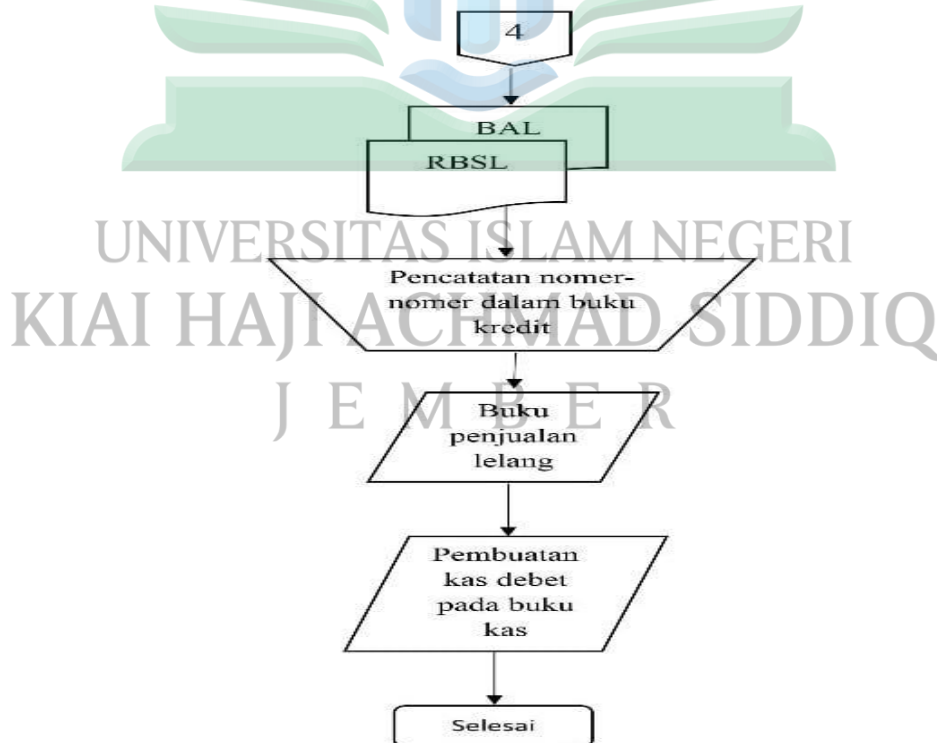 4
BAL
RBSL
UNIVERSITAS ISLAM NEGERI
Pencatatan nomer-
nomer dalam buku
kredit
KIAI HAJI ACHMAD SIDDIQ
J E M B E R
Buku
penjualan
lelang
Pembuatan
kas debet
pada buku
kas
Selesai